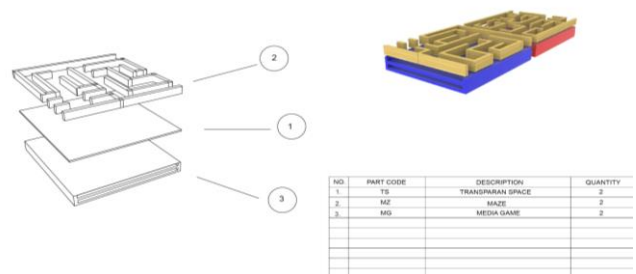 2
1
3
NO. PART CODE DESCRIPTION QUANTITY
1. TS TRANSPARAN SPACE 2
2. MZ MAZE 2
3. MG MEDIA GAME 2